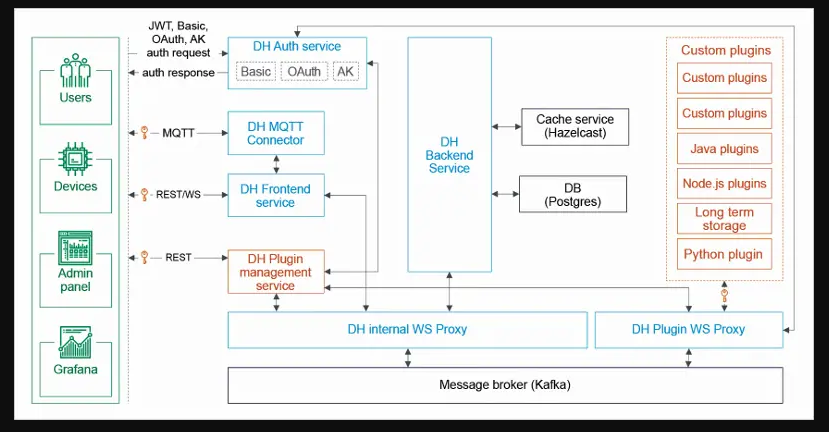 JWT, Basic,
OAuth, AK
auth request
auth response
Users
Devices
Admin
panel
Grafana
MQTT
REST/WS
REST
DH Auth service
Basic
OAuth
AK
DH MQTT
Connector
DH Frontend
service
DH Plugin
management
service
DH
Backend
Service
Cache service
(Hazelcast)
DB
(Postgres)
Custom plugins
Custom plugins
Custom plugins
Java plugins
Node.js plugins
Long term
storage
Python plugin
DH internal WS Proxy
DH Plugin WS Proxy
Message broker (Kafka)